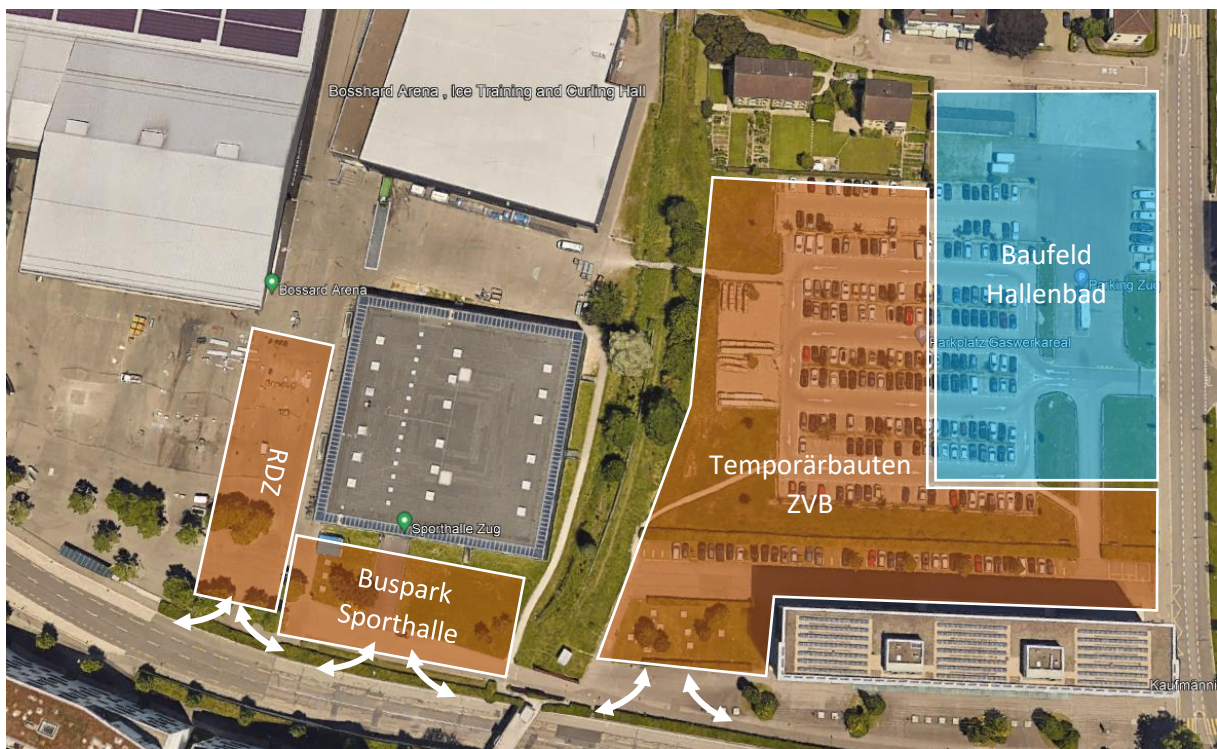 Bosshard Arena , Ice Training and Curling Hall
Bossard Arena
Baufeld
Hallenbad
Parking Zug
Parkplatz Gaswerkareal
RDZ
Temporärbauten
ZVB
Sporthalle Zug
Buspark
Sporthalle
Kaufmänni